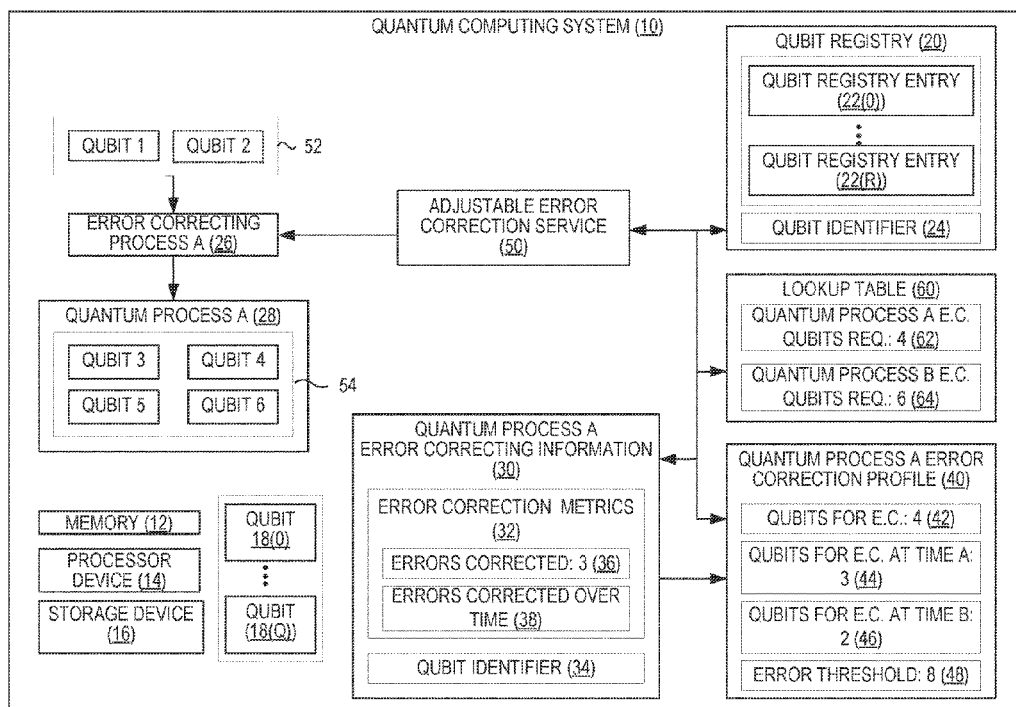 QUANTUM COMPUTING SYSTEM (10)
QUBIT 1
QUBIT 2
52
ERROR CORRECTING
PROCESS A (26)
QUANTUM PROCESS A (28)
QUBIT 3
QUBIT 4
QUBIT 5
QUBIT 6
54
ADJUSTABLE ERROR
CORRECTION SERVICE
(50)
QUBIT REGISTRY (20)
QUBIT REGISTRY ENTRY
(22(0))
QUBIT REGISTRY ENTRY
(22(R))
QUBIT IDENTIFIER (24)
LOOKUP TABLE (60)
QUANTUM PROCESS A E.C.
QUBITS REQ.: 4 (62)
QUANTUM PROCESS B E.C.
QUBITS REQ.: 6 (64)
MEMORY (12)
PROCESSOR
DEVICE (14)
STORAGE DEVICE
(16)
QUBIT
18(0)
QUBIT
(18(Q))
QUANTUM PROCESS A
ERROR CORRECTING INFORMATION
(30)
ERROR CORRECTION METRICS
(32)
ERRORS CORRECTED: 3 (36)
ERRORS CORRECTED OVER
TIME (38)
QUBIT IDENTIFIER (34)
QUANTUM PROCESS A ERROR
CORRECTION PROFILE (40)
QUBITS FOR E.C.: 4 (42)
QUBITS FOR E.C. AT TIME A:
3 (44)
QUBITS FOR E.C. AT TIME B:
2 (46)
ERROR THRESHOLD: 8 (48)